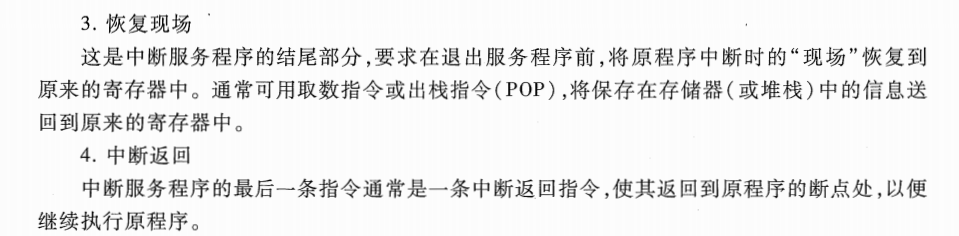 3. 恢复现场
这是中断服务程序的结尾部分,要求在退出服务程序前,将原程序中断时的“现场”恢复到
原来的寄存器中。通常可用取数指令或出栈指令(POP),将保存在存储器(或堆栈)中的信息送
回到原来的寄存器中。
4. 中断返回
中断服务程序的最后一条指令通常是一条中断返回指令,使其返回到原程序的断点处,以便
继续执行原程序。